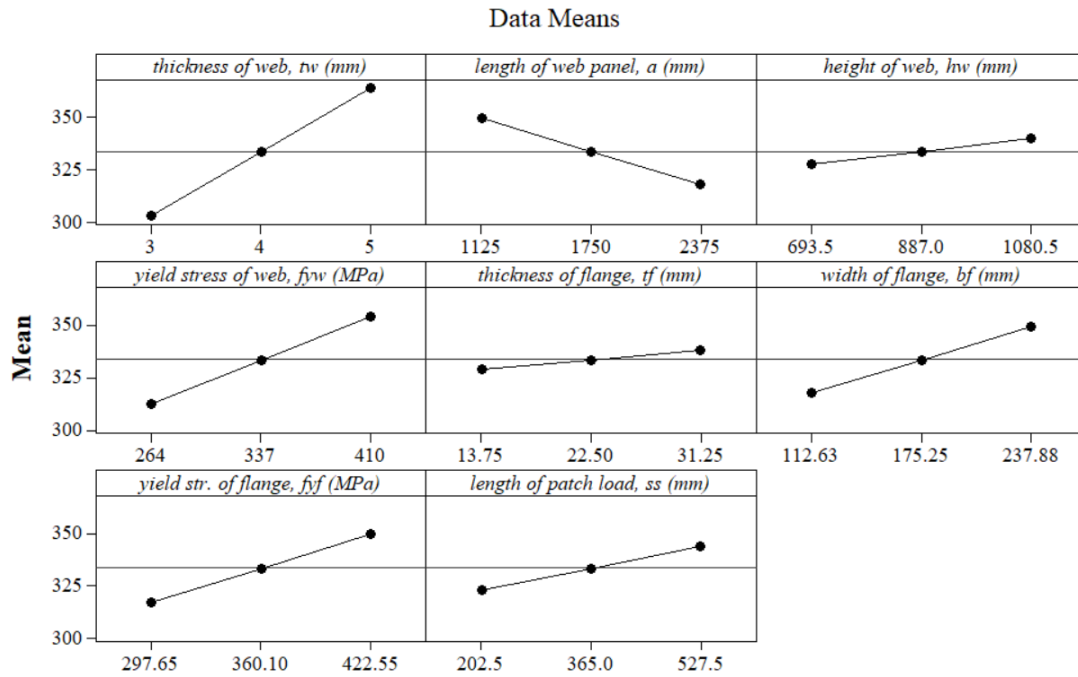 Data Means
thickness of web, tw (mm) length of web panel, a (mm) height of web, hw (mm)
350
325
300
3 4 5 1125 1750 2375 693.5 887.0 1080.5
yield stress of web, fyw (MPa) thickness of flange, tf (mm) width of flange, bf (mm)
350
325
300
264 337 410 13.75 22.50 31.25 112.63 175.25 237.88
yield str. of flange, fyf (MPa) length of patch load, ss (mm)
350
325
300
297.65 360.10 422.55 202.5 365.0 527.5
Mean